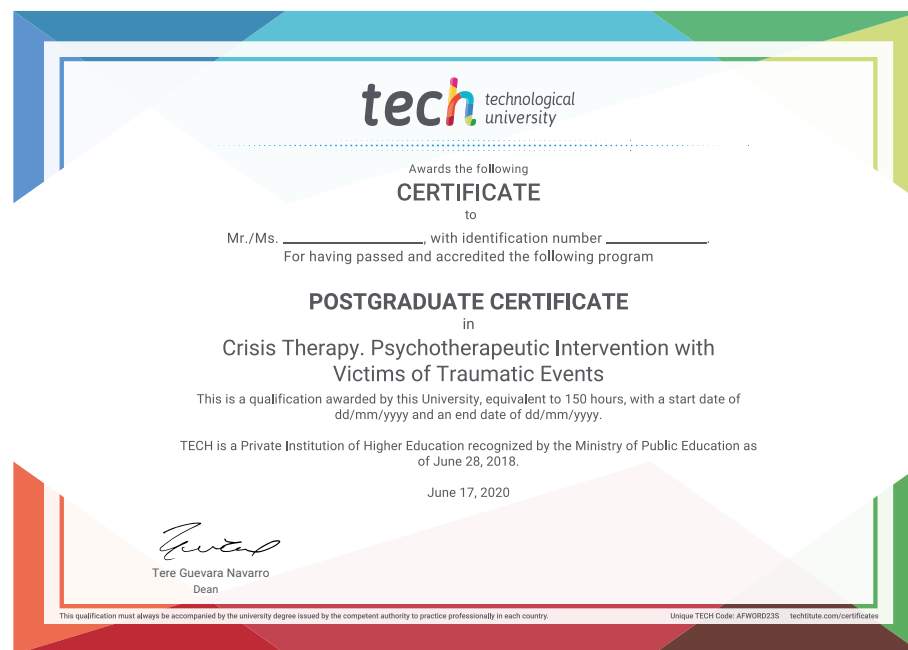 tech technological
university
Awards the following
CERTIFICATE
to
Mr./Ms. ____________________, with identification number ______________.
For having passed and accredited the following program
POSTGRADUATE CERTIFICATE
in
Crisis Therapy. Psychotherapeutic Intervention with
Victims of Traumatic Events
This is a qualification awarded by this University, equivalent to 150 hours, with a start date of
dd/mm/yyyy and an end date of dd/mm/yyyy.
TECH is a Private Institution of Higher Education recognized by the Ministry of Public Education as
of June 28, 2018.
June 17, 2020
Tere Guevara Navarro
Dean
This qualification must always be accompanied by the university degree issued by the competent authority to practice professionally in each country.
Unique TECH Code: AFWORD23S techtitute.com/certificates